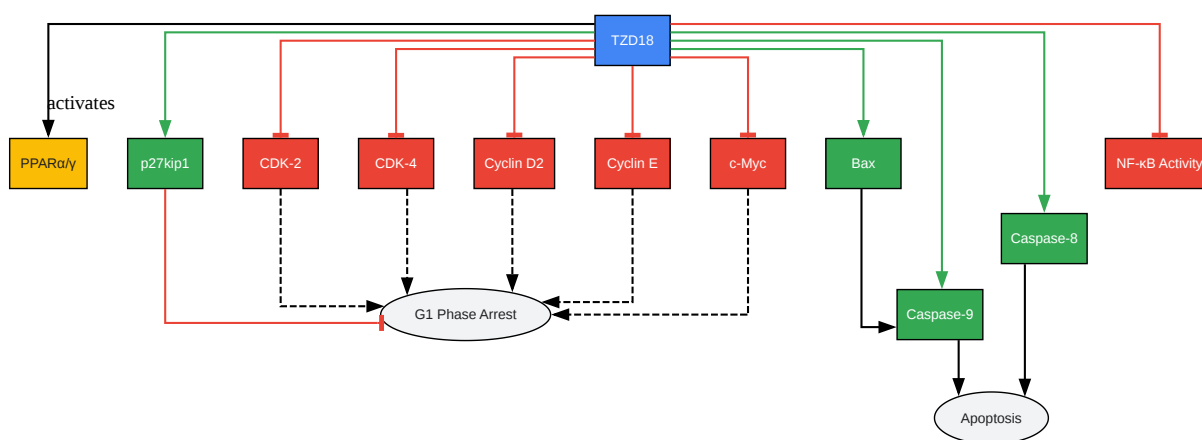 TZD18
activates
PPARα/γ
p27kip1
CDK-2
CDK-4
Cyclin D2
Cyclin E
c-Myc
Bax
NF-κB Activity
Caspase-8
Caspase-9
G1 Phase Arrest
Apoptosis